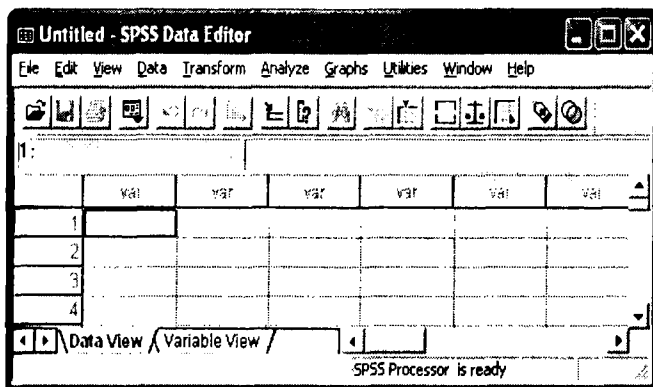 Untitled - SPSS Data Editor
File Edit View Data Transform Analyze Graphs Utilities Window Help
1:
var var var var var var
1
2
3
4
Data View Variable View
SPSS Processor is ready